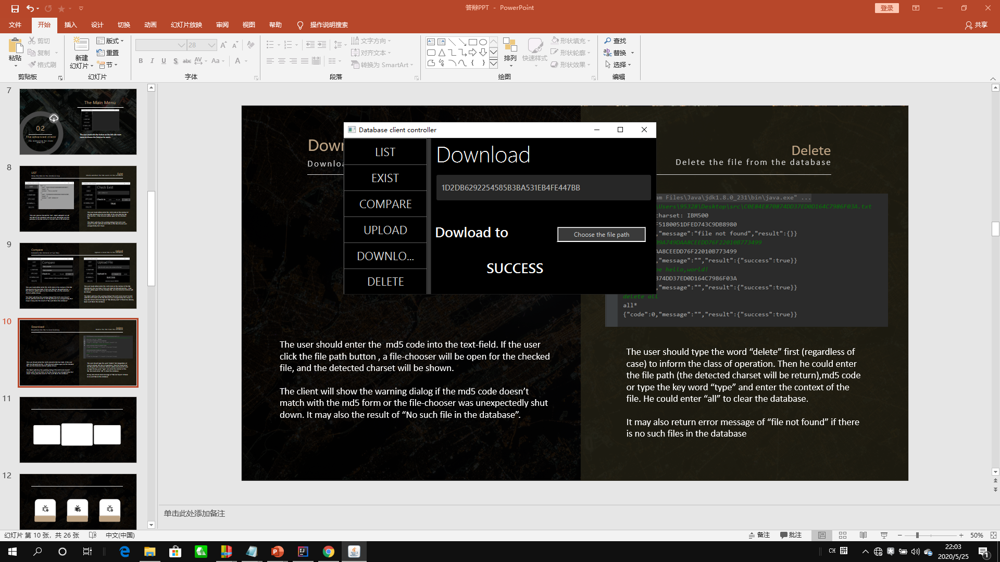 答辩PPT - PowerPoint
登录
文件
开始
插入
设计
切换
动画
幻灯片放映
审阅
视图
帮助
操作说明搜索
共享
粘贴
剪切
复制
格式刷
剪贴板
新建
幻灯片
版式
重置
节
幻灯片
28
字体
文字方向
对齐文本
转换为 SmartArt
段落
排列
快速样式
形状填充
形状轮廓
形状效果
绘图
查找
替换
选择
编辑
7
The Main Menu
02
The advanced client
8
LIST
Check Exist
9
Compare
Upload File
10
Download
Delete
11
12
Down
Downloa
Database client controller
LIST
EXIST
COMPARE
UPLOAD
DOWNLO...
DELETE
Download
1D2DB6292254585B3BA531EB4FE447BB
Dowload to
Choose the file path
SUCCESS
Delete
Delete the file from the database
am Files\Java\jdk1.8.0_231\bin\java.exe" ...
\Users\95328\Desktop\src\C0E84E870874DD37ED0D164C7986F03A.txt
charset: IBM500
F5180051DFED743C9DB8980
,"message":"file not found","result":{}}
09A749DAA8CEEDD76F22010B773499
AA8CEEDD76F22010B773499
,"message":"","result":{"success":true}}
pe hello,world!
874DD37ED0D164C7986F03A
,"message":"","result":{"success":true}}
delete all
all*
{"code":0,"message":"","result":{"success":true}}
The user should enter the  md5 code into the text-field. If the user
click the file path button , a file-chooser will be open for the checked
file, and the detected charset will be shown.
The client will show the warning dialog if the md5 code doesn’t
match with the md5 form or the file-chooser was unexpectedly shut
down. It may also the result of “No such file in the database”.
The user should type the word “delete” first (regardless of
case) to inform the class of operation. Then he could enter
the file path (the detected charset will be return),md5 code
or type the key word “type” and enter the context of the
file. He could enter “all” to clear the database.
It may also return error message of “file not found” if there
is no such files in the database
单击此处添加备注
幻灯片 第 10 张，共 26 张
中文(中国)
备注
批注
50%
CH
拼
22:03
2020/5/25
1